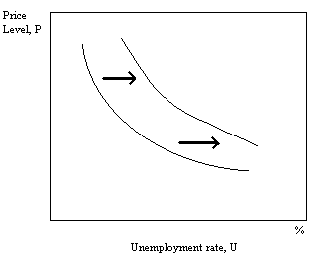 Price
Level, P
%
Unemployment rate, U